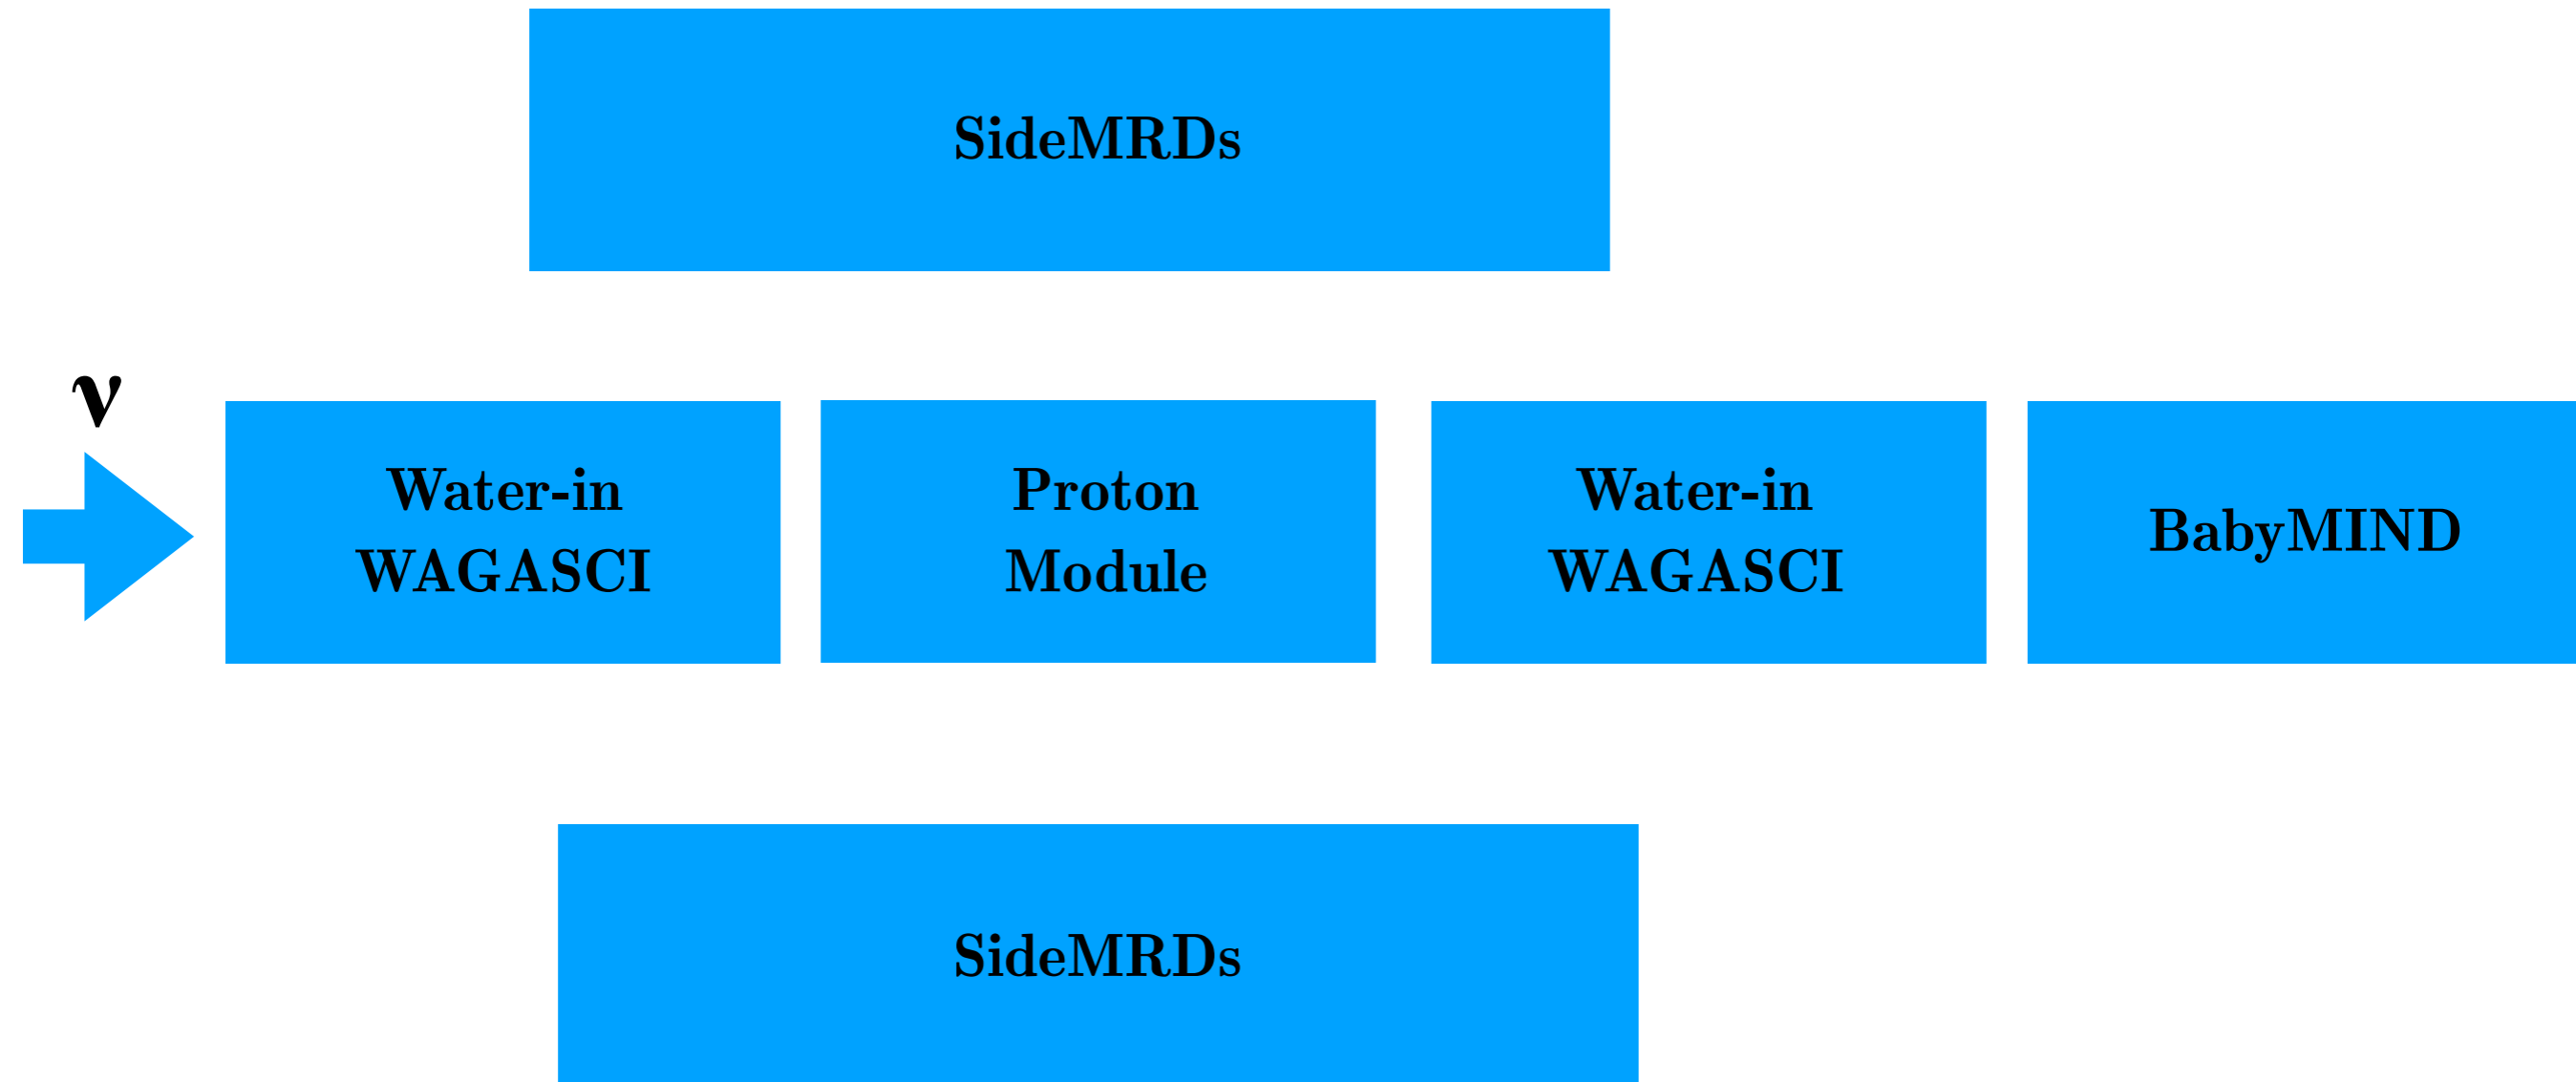 SideMRDs
ν
Water-in
WAGASCI
Proton
Module
Water-in
WAGASCI
BabyMIND
SideMRDs